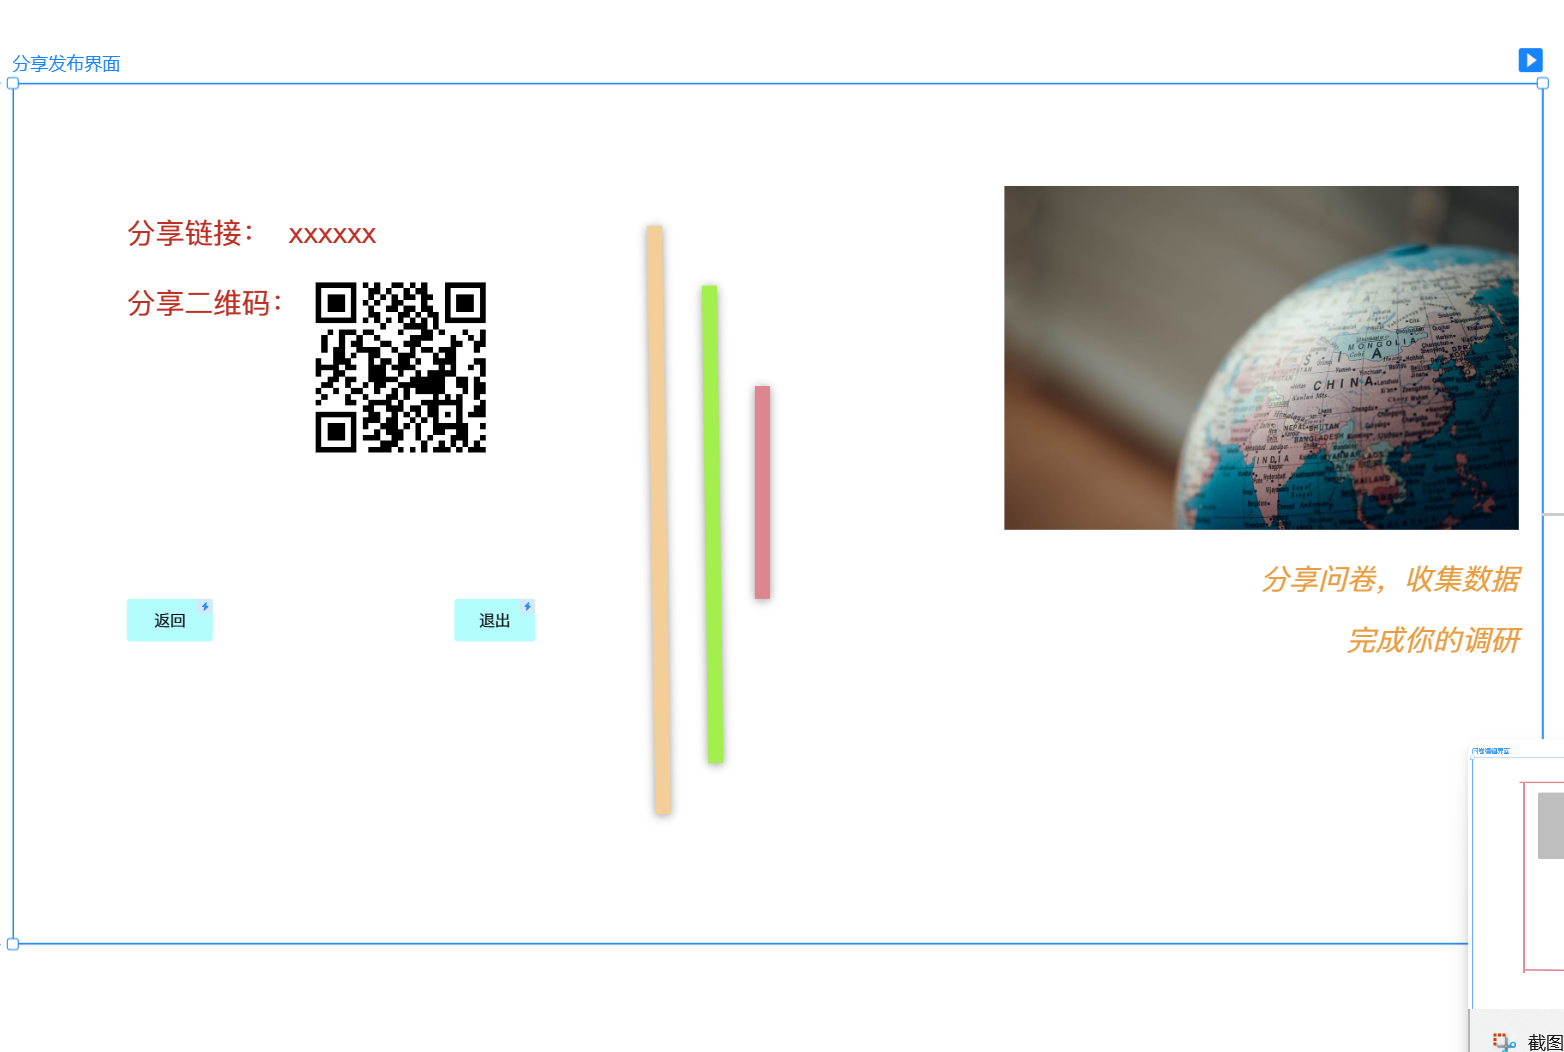 分享发布界面
分享链接： xxxxxx
分享二维码：
返回
退出
MONGOLIA
A S I A
CHINA
NEPAL BHUTAN
BANGLADESH
INDIA
THAILAND
分享问卷，收集数据
完成你的调研
问卷编辑界面
截图